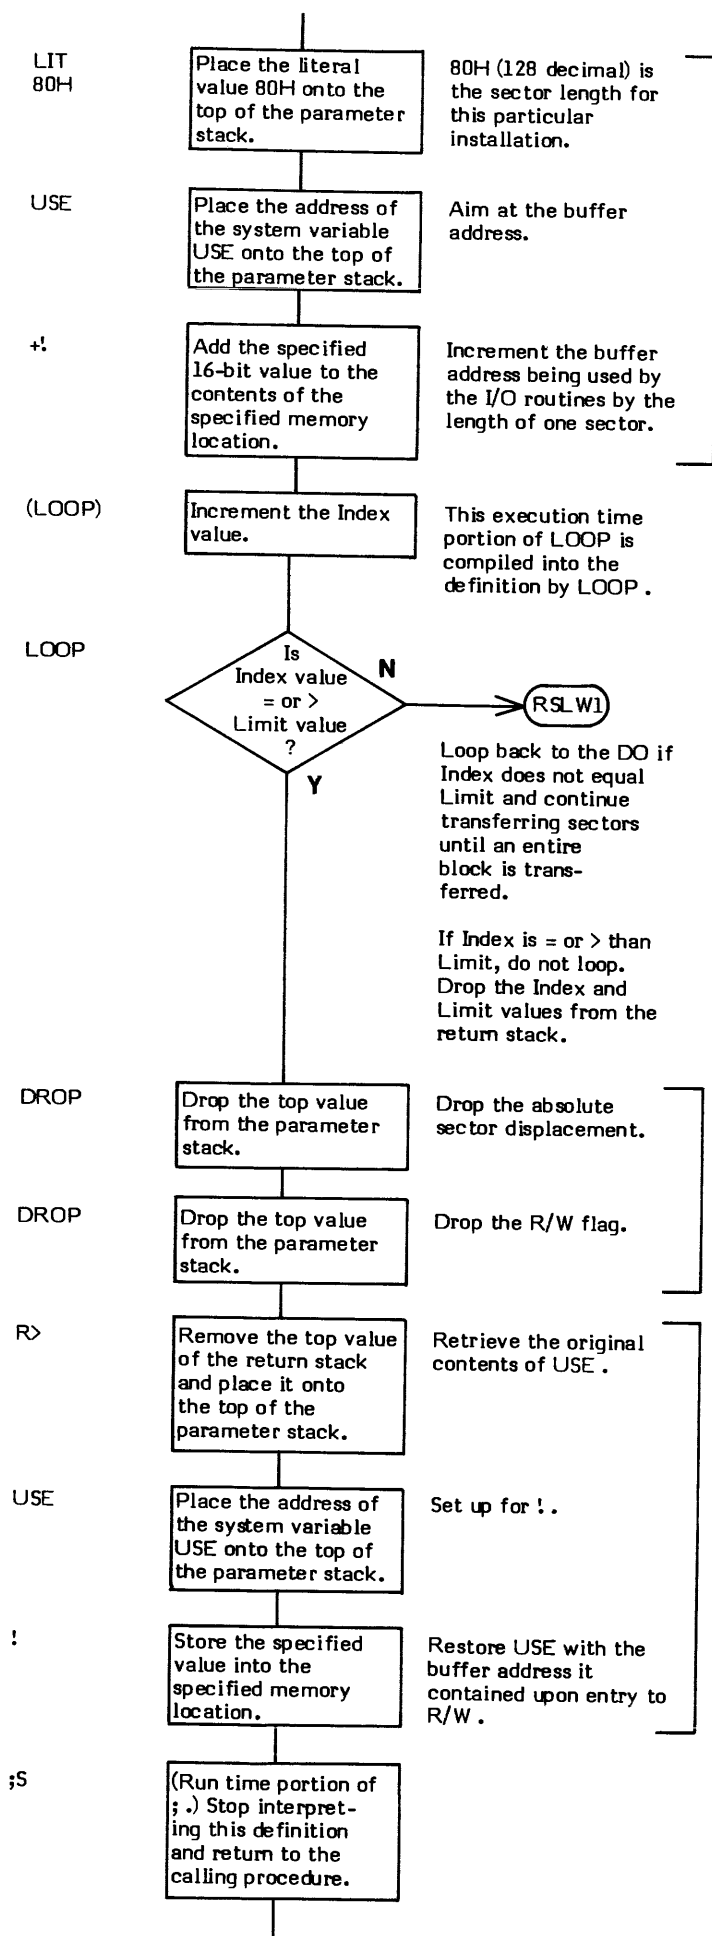 LIT
80H
Place the literal
value 80H onto the
top of the parameter
stack.
80H (128 decimal) is
the sector length for
this particular
installation.
USE
Place the address of
the system variable
USE onto the top of
the parameter stack.
Aim at the buffer
address.
+!
Add the specified
16-bit value to the
contents of the
specified memory
location.
Increment the buffer
address being used by
the I/O routines by the
length of one sector.
(LOOP)
Increment the Index
value.
This execution time
portion of LOOP is
compiled into the
definition by LOOP .
LOOP
Is
Index value
= or >
Limit value
?
N
RSLW1
Y
Loop back to the DO if
Index does not equal
Limit and continue
transferring sectors
until an entire
block is trans-
ferred.
If Index is = or > than
Limit, do not loop.
Drop the Index and
Limit values from the
return stack.
DROP
Drop the top value
from the parameter
stack.
Drop the absolute
sector displacement.
DROP
Drop the top value
from the parameter
stack.
Drop the R/W flag.
R>
Remove the top value
of the return stack
and place it onto
the top of the
parameter stack.
Retrieve the original
contents of USE .
USE
Place the address of
the system variable
USE onto the top of
the parameter stack.
Set up for ! .
!
Store the specified
value into the
specified memory
location.
Restore USE with the
buffer address it
contained upon entry to
R/W .
;S
(Run time portion of
; .) Stop interpret-
ing this definition
and return to the
calling procedure.